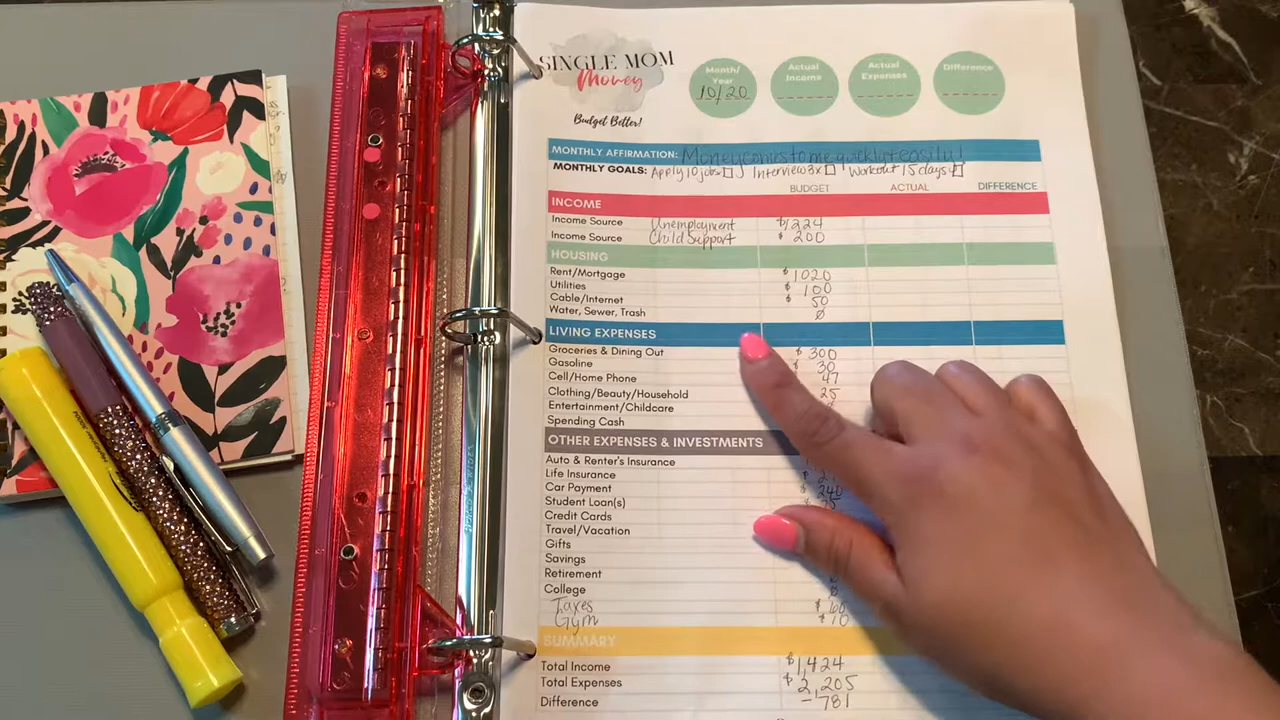 SINGLE MOM
Money
Budget Better!
Month/
Year
10/20
Actual
Income
Actual
Expenses
Difference
MONTHLY AFFIRMATION: Money comes to me quickly & easily!
MONTHLY GOALS: Apply 10 jobs Interview 3x Workout 15 days
BUDGET ACTUAL DIFFERENCE
INCOME
Income Source Unemployment $1,224
Income Source Child Support $ 200
HOUSING
Rent/Mortgage $ 1020
Utilities $ 100
Cable/Internet $ 50
Water, Sewer, Trash Ø
LIVING EXPENSES
Groceries & Dining Out $ 300
Gasoline $ 30
Cell/Home Phone 47
Clothing/Beauty/Household 25
Entertainment/Childcare
Spending Cash
OTHER EXPENSES & INVESTMENTS
Auto & Renter's Insurance
Life Insurance $
Car Payment $ 240
Student Loan(s)
Credit Cards
Travel/Vacation
Gifts
Savings
Retirement
College Ø
Taxes $ 160
Gym $ 10
SUMMARY
Total Income $1,424
Total Expenses $2,205
Difference -781